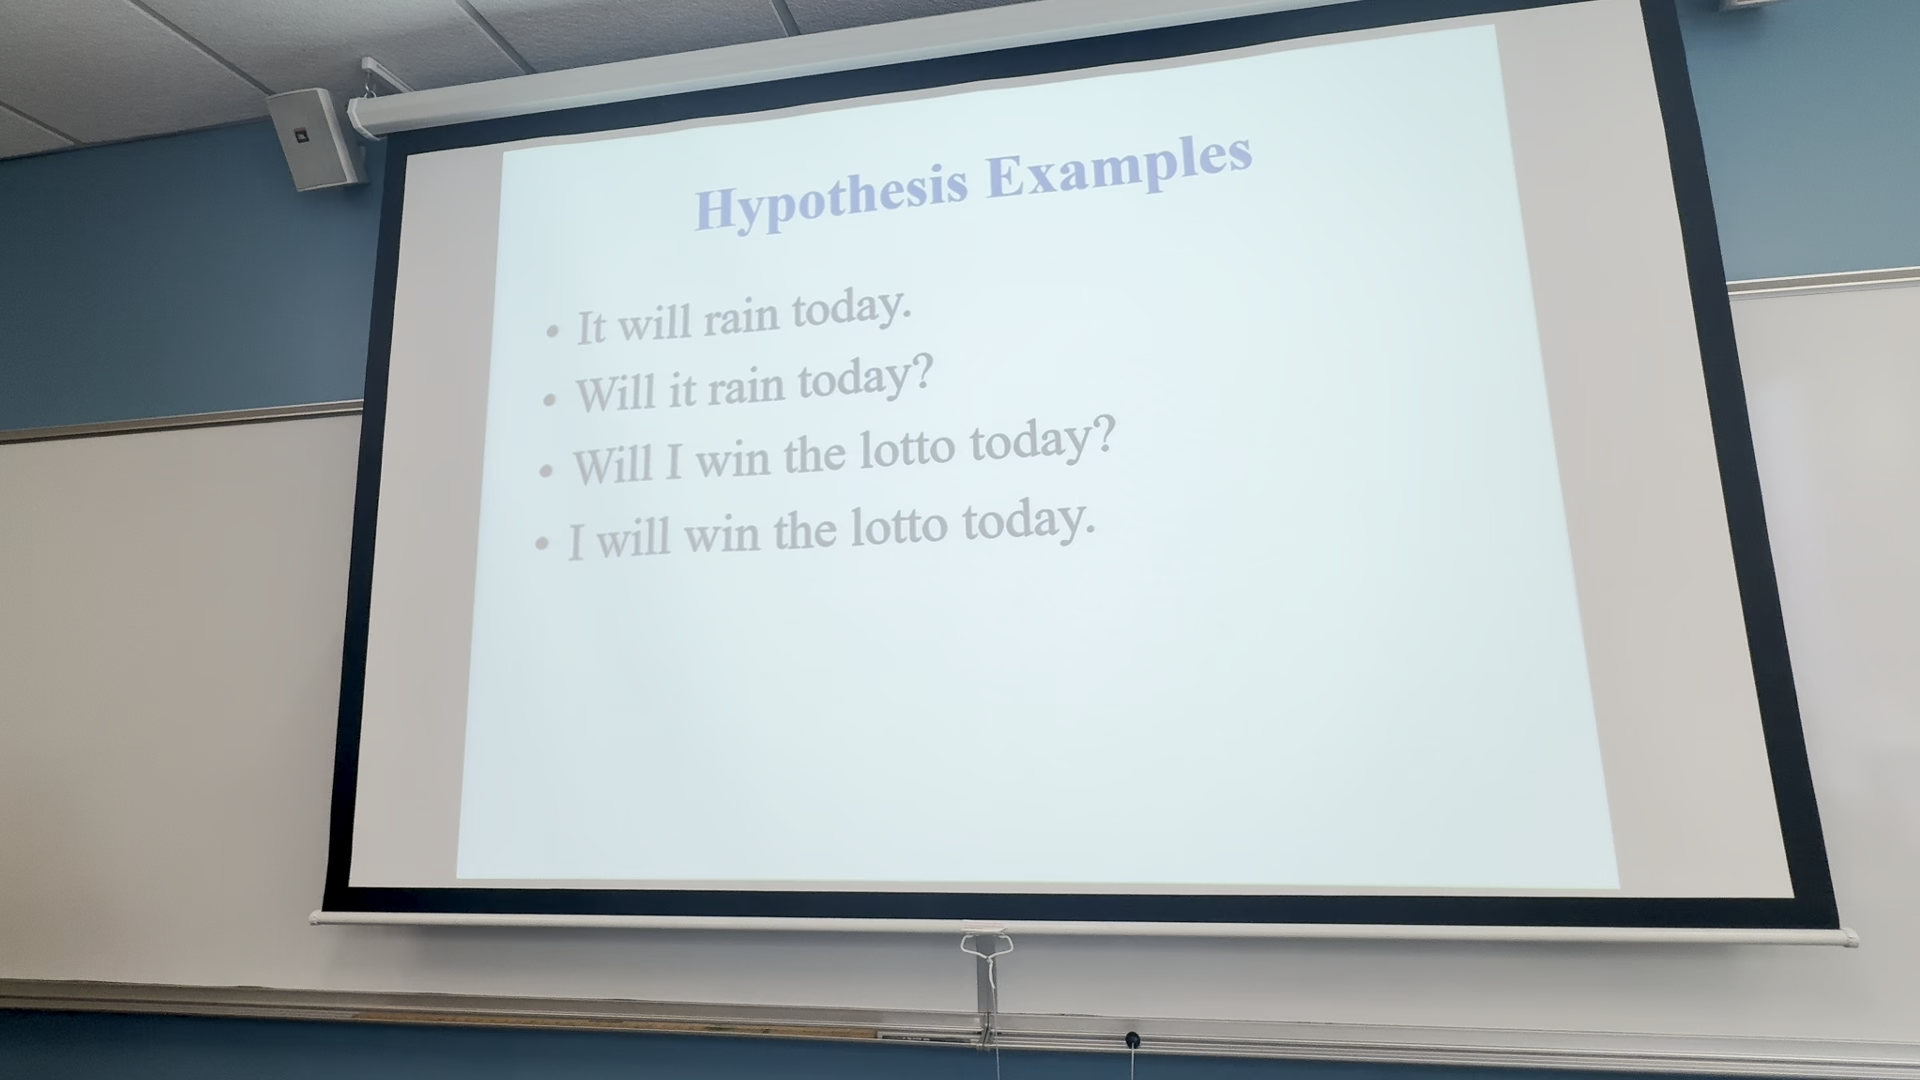 Hypothesis Examples
• It will rain today.
• Will it rain today?
• Will I win the lotto today?
• I will win the lotto today.